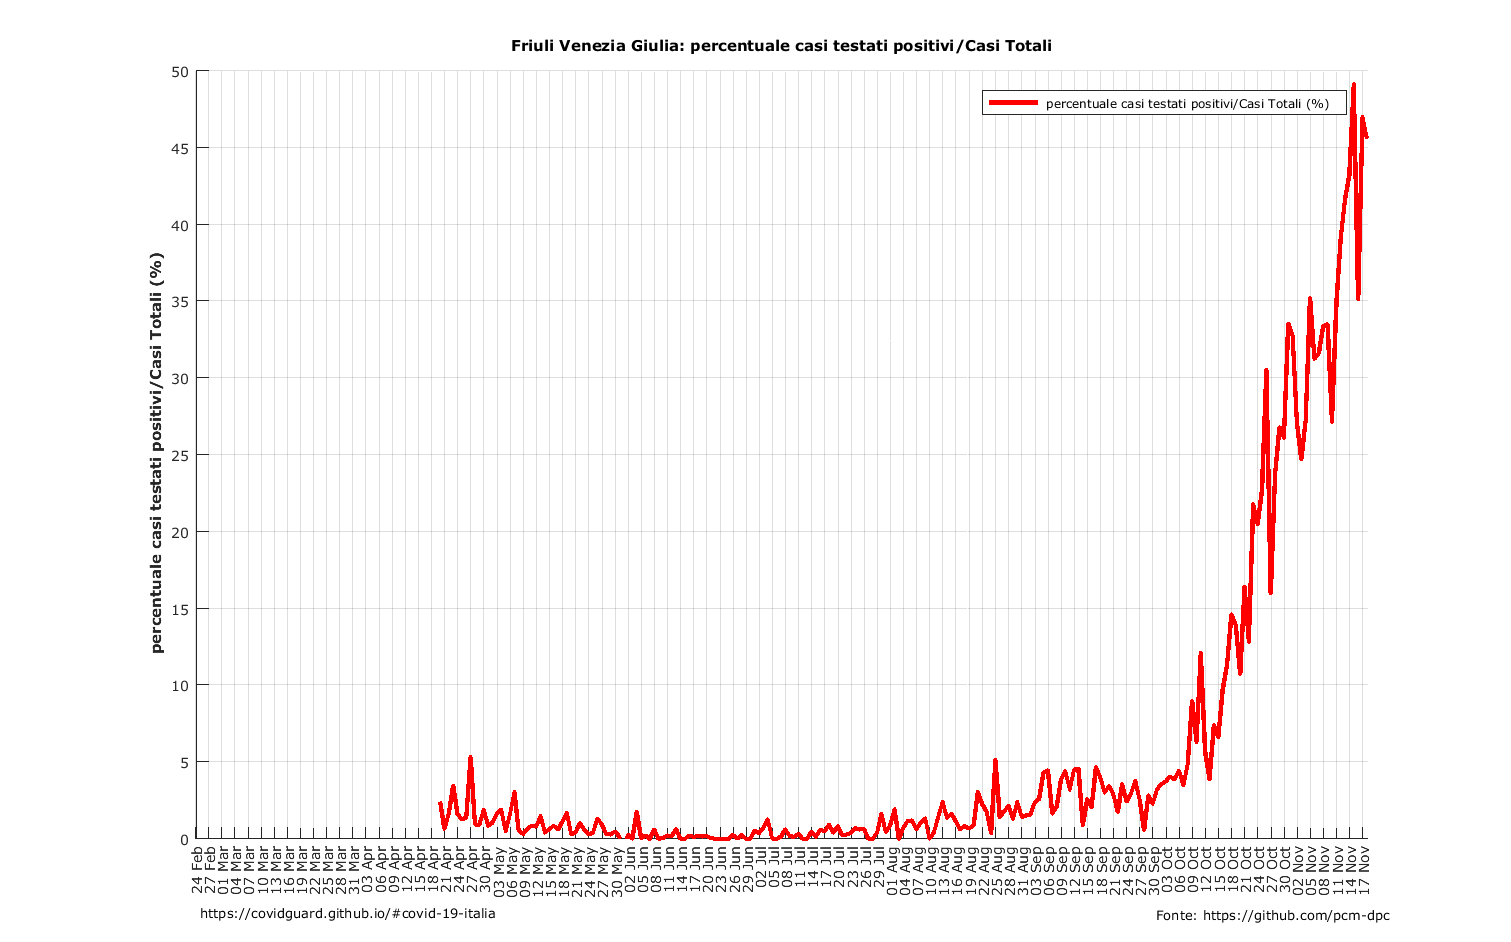 Friuli Venezia Giulia: percentuale casi testati positivi/Casi Totali
percentuale casi testati positivi/Casi Totali (%)
percentuale casi testati positivi/Casi Totali (%)
50
45
40
35
30
25
20
15
10
5
0
24 Feb
27 Feb
01 Mar
04 Mar
07 Mar
10 Mar
13 Mar
16 Mar
19 Mar
22 Mar
25 Mar
28 Mar
31 Mar
03 Apr
06 Apr
09 Apr
12 Apr
15 Apr
18 Apr
21 Apr
24 Apr
27 Apr
30 Apr
03 May
06 May
09 May
12 May
15 May
18 May
21 May
24 May
27 May
30 May
02 Jun
05 Jun
08 Jun
11 Jun
14 Jun
17 Jun
20 Jun
23 Jun
26 Jun
29 Jun
02 Jul
05 Jul
08 Jul
11 Jul
14 Jul
17 Jul
20 Jul
23 Jul
26 Jul
29 Jul
01 Aug
04 Aug
07 Aug
10 Aug
13 Aug
16 Aug
19 Aug
22 Aug
25 Aug
28 Aug
31 Aug
03 Sep
06 Sep
09 Sep
12 Sep
15 Sep
18 Sep
21 Sep
24 Sep
27 Sep
30 Sep
03 Oct
06 Oct
09 Oct
12 Oct
15 Oct
18 Oct
21 Oct
24 Oct
27 Oct
30 Oct
02 Nov
05 Nov
08 Nov
11 Nov
14 Nov
17 Nov
https://covidguard.github.io/#covid-19-italia
Fonte: https://github.com/pcm-dpc